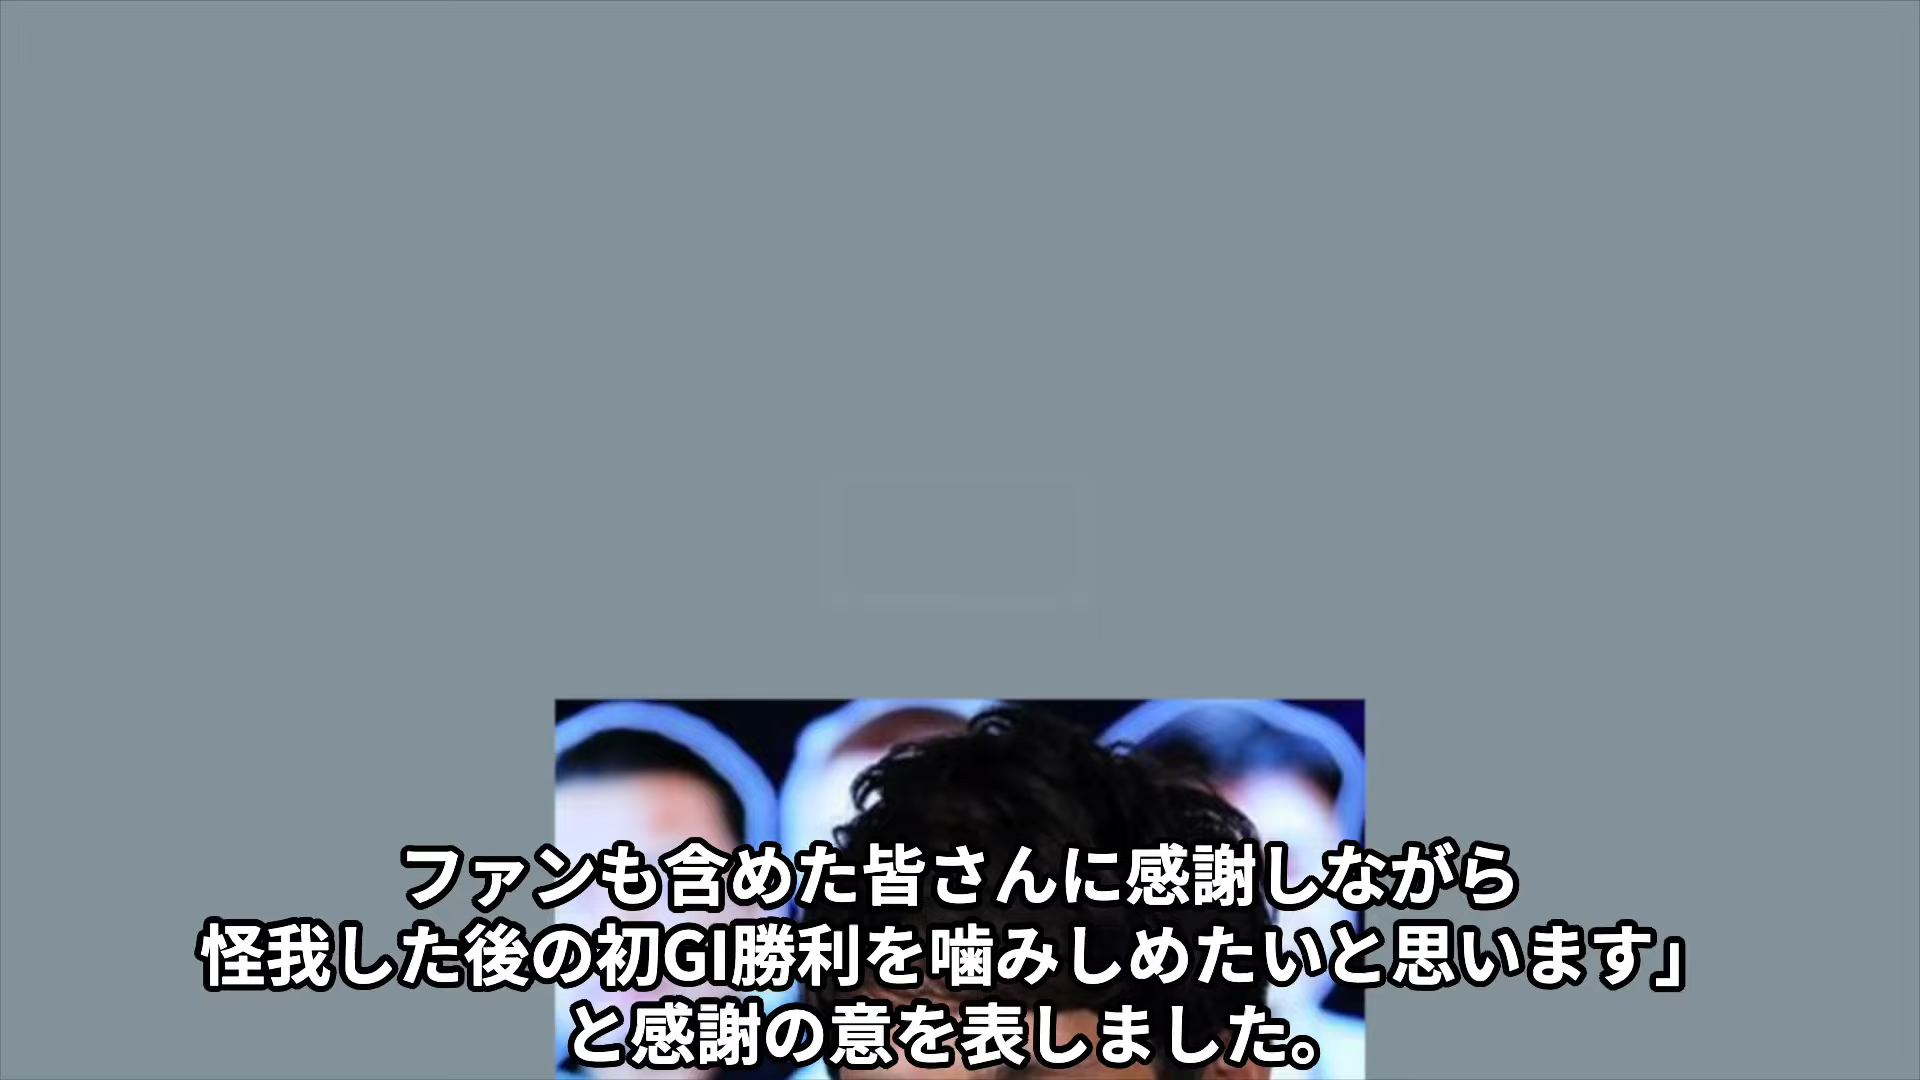 ファンも含めた皆さんに感謝しながら
怪我した後の初GI勝利を噛みしめたいと思います」
と感謝の意を表しました。